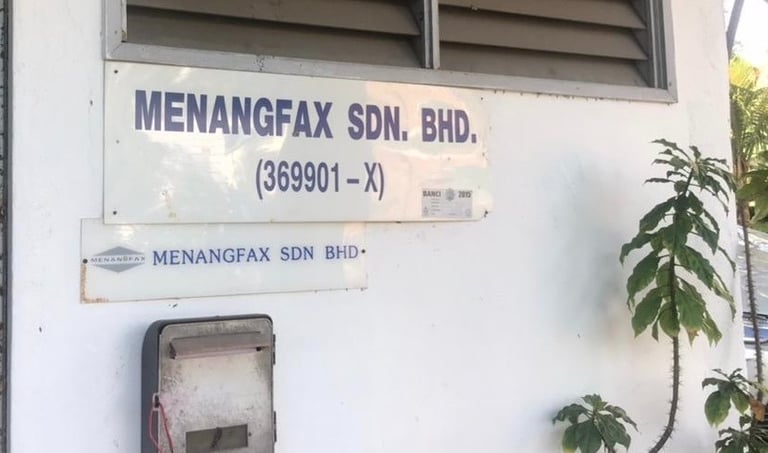 MENANGFAX SDN. BHD.
(369901 – X)
BANCI 2015
MENANGFAX
MENANGFAX SDN BHD